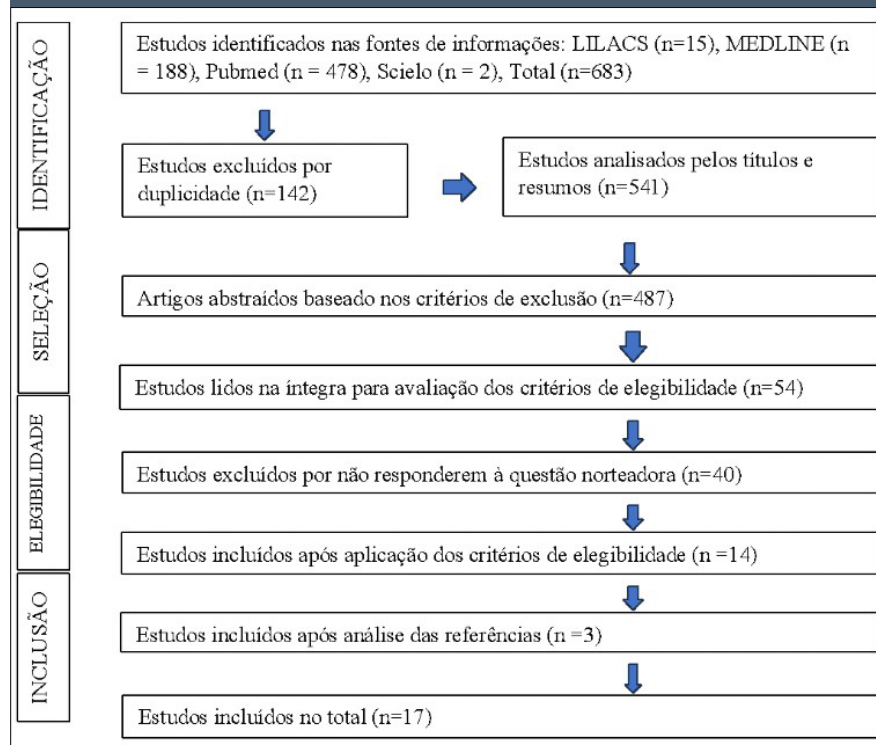 IDENTIFICAÇÃO
Estudos identificados nas fontes de informações: LILACS (n=15), MEDLINE (n
= 188), Pubmed (n = 478), Scielo (n = 2), Total (n=683)
Estudos excluídos por
duplicidade (n=142)
Estudos analisados pelos títulos e
resumos (n=541)
SELEÇÃO
Artigos abstraídos baseado nos critérios de exclusão (n=487)
Estudos lidos na íntegra para avaliação dos critérios de elegibilidade (n=54)
ELEGIBILIDADE
Estudos excluídos por não responderem à questão norteadora (n=40)
Estudos incluídos após aplicação dos critérios de elegibilidade (n =14)
INCLUSÃO
Estudos incluídos após análise das referências (n =3)
Estudos incluídos no total (n=17)